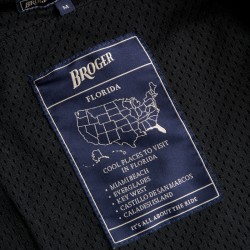 BROGER
M
BROGER
FLORIDA
COOL PLACES TO VISIT
IN FLORIDA
• MIAMI BEACH
• EVERGLADES
• KEY WEST
• CASTILLO DE SAN MARCOS
• CALADESI ISLAND
IT'S ALL ABOUT THE RIDE